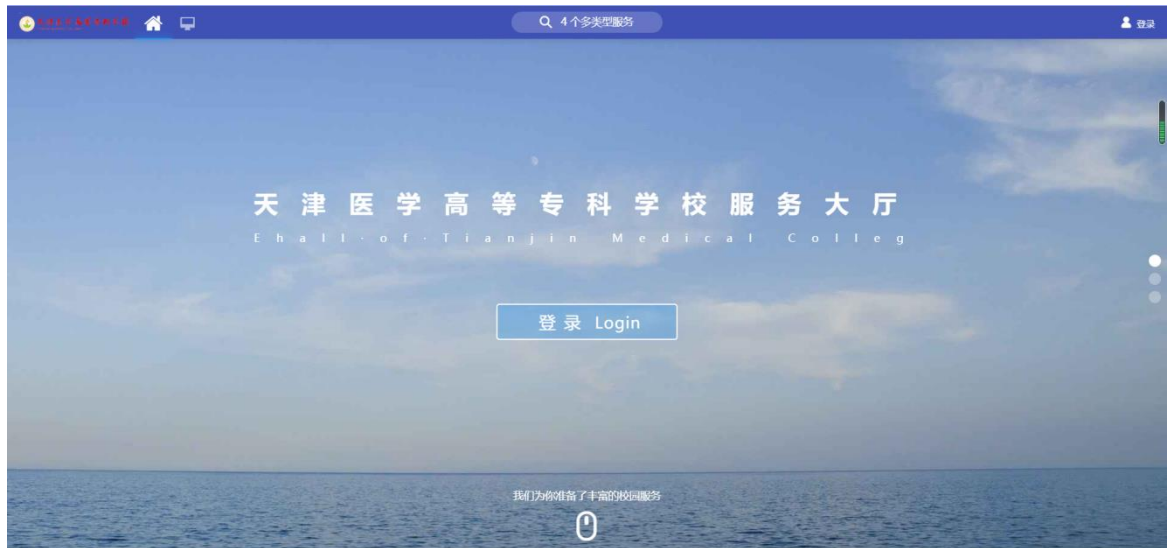 4个多类型服务
登录
天津医学高等专科学校服务大厅
Ehall·of·Tianjin Medical Colleg
登录 Login
我们为你准备了丰富的校园服务